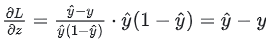 ∂L/∂z = (ŷ−y)/(ŷ(1−ŷ)) · ŷ(1 − ŷ) = ŷ − y